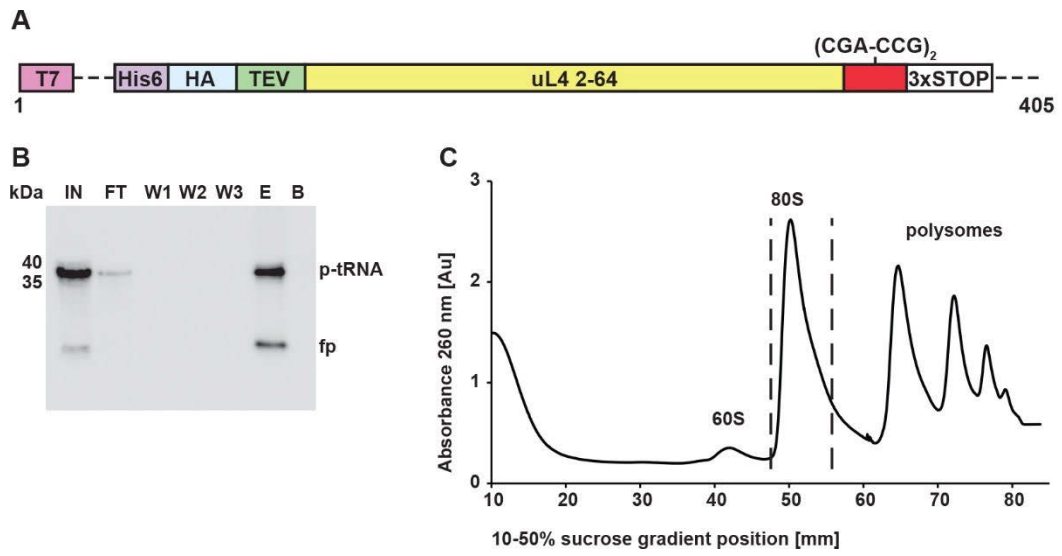 A
(CGA-CCG)2
T7 His6 HA TEV uL4 2-64 3xSTOP
1 405
B
kDa IN FT W1 W2 W3 E B
40
35
p-tRNA
fp
C
Absorbance 260 nm [Au]
3
2
1
0
60S
80S
polysomes
10 20 30 40 50 60 70 80
10-50% sucrose gradient position [mm]